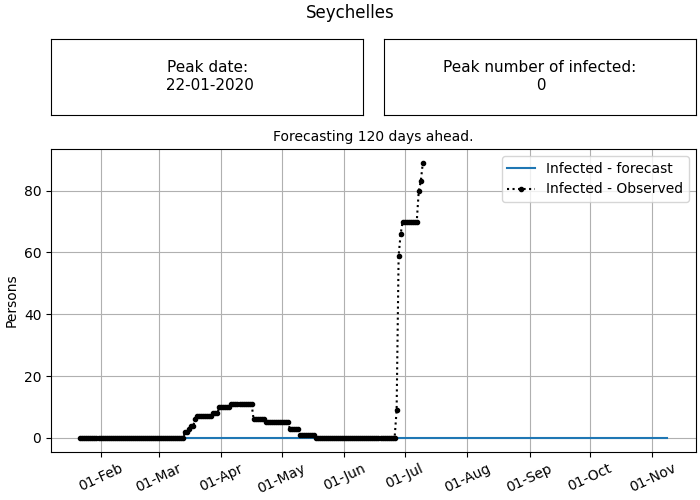 Seychelles
Peak date:
22-01-2020
Peak number of infected:
0
Forecasting 120 days ahead.
Infected - forecast
Infected - Observed
Persons
80
60
40
20
0
01-Feb
01-Mar
01-Apr
01-May
01-Jun
01-Jul
01-Aug
01-Sep
01-Oct
01-Nov